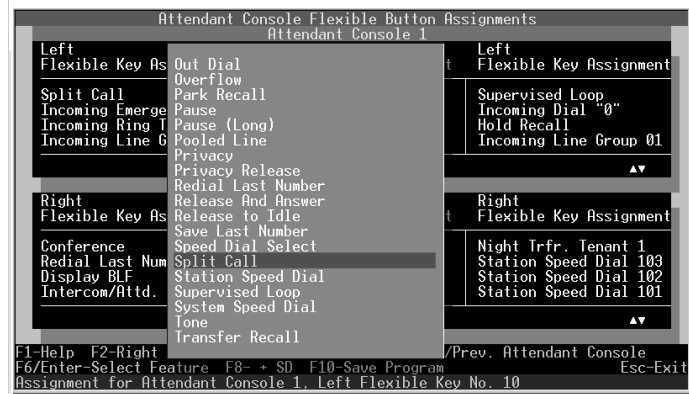 Attendant Console Flexible Button Assignments
Attendant Console 1
Left
Flexible Key As
Split Call
Incoming Emerge
Incoming Ring T
Incoming Line G
Right
Flexible Key As
Conference
Redial Last Num
Display BLF
Intercom/Attd.
Out Dial
Overflow
Park Recall
Pause
Pause (Long)
Pooled Line
Privacy
Privacy Release
Redial Last Number
Release And Answer
Release to Idle
Save Last Number
Speed Dial Select
Split Call
Station Speed Dial
Supervised Loop
System Speed Dial
Tone
Transfer Recall
t
Left
Flexible Key Assignment
Supervised Loop
Incoming Dial "0"
Hold Recall
Incoming Line Group 01
▲▼
t
Right
Flexible Key Assignment
Night Trfr. Tenant 1
Station Speed Dial 103
Station Speed Dial 102
Station Speed Dial 101
▲▼
F1-Help F2-Right /Prev. Attendant Console
F6/Enter-Select Feature F8- + SD F10-Save Program Esc-Exit
Assignment for Attendant Console 1, Left Flexible Key No. 10